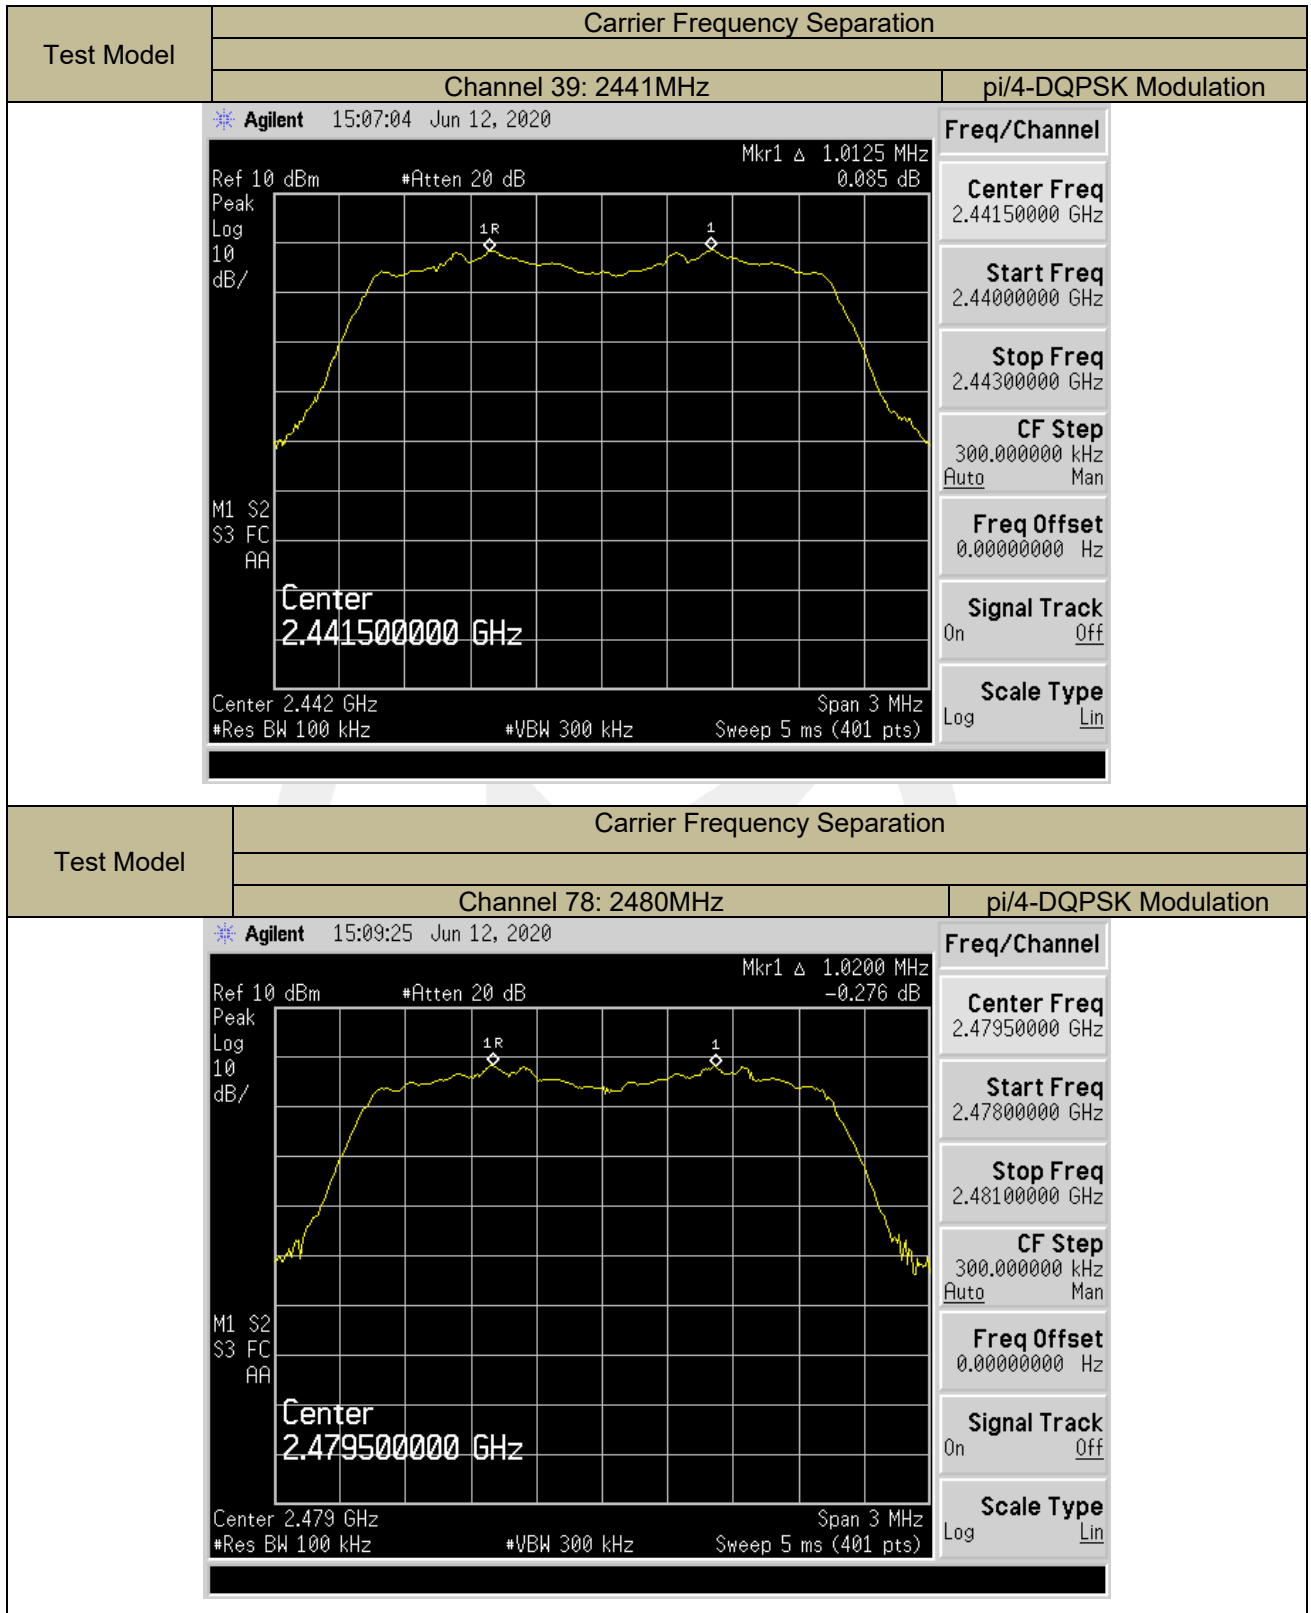 Test Model
Carrier Frequency Separation
Channel 39: 2441MHz
pi/4-DQPSK Modulation
Agilent 15:07:04 Jun 12, 2020
Freq/Channel
Mkr1 Δ 1.0125 MHz
Ref 10 dBm #Atten 20 dB 0.085 dB
Peak
Log
10
dB/
1R
1
Center Freq
2.44150000 GHz
Start Freq
2.44000000 GHz
Stop Freq
2.44300000 GHz
CF Step
300.000000 kHz
Auto Man
M1 S2
S3 FC
AA
Freq Offset
0.00000000 Hz
Center
2.441500000 GHz
Signal Track
On Off
Center 2.442 GHz Span 3 MHz
#Res BW 100 kHz #VBW 300 kHz Sweep 5 ms (401 pts)
Scale Type
Log Lin
Test Model
Carrier Frequency Separation
Channel 78: 2480MHz
pi/4-DQPSK Modulation
Agilent 15:09:25 Jun 12, 2020
Freq/Channel
Mkr1 Δ 1.0200 MHz
Ref 10 dBm #Atten 20 dB -0.276 dB
Peak
Log
10
dB/
1R
1
Center Freq
2.47950000 GHz
Start Freq
2.47800000 GHz
Stop Freq
2.48100000 GHz
CF Step
300.000000 kHz
Auto Man
M1 S2
S3 FC
AA
Freq Offset
0.00000000 Hz
Center
2.479500000 GHz
Signal Track
On Off
Center 2.479 GHz Span 3 MHz
#Res BW 100 kHz #VBW 300 kHz Sweep 5 ms (401 pts)
Scale Type
Log Lin